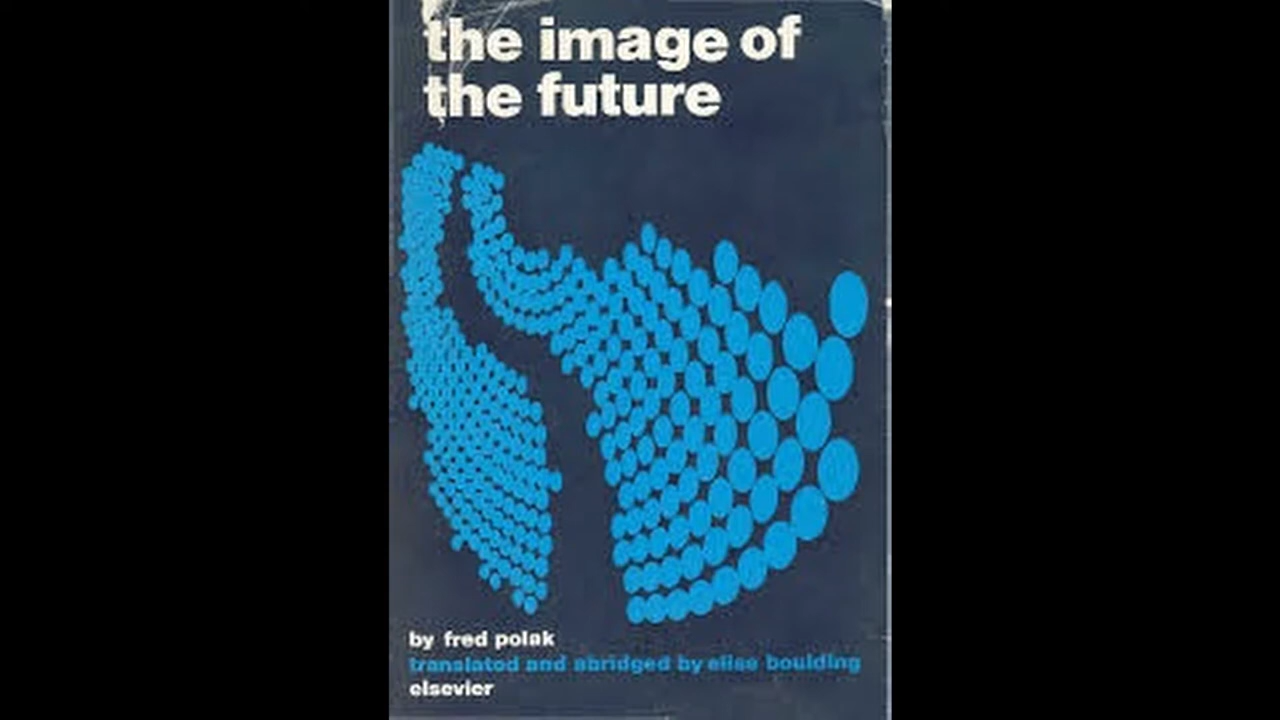 the image of
the future
by fred polak
translated and abridged by elise boulding
elsevier